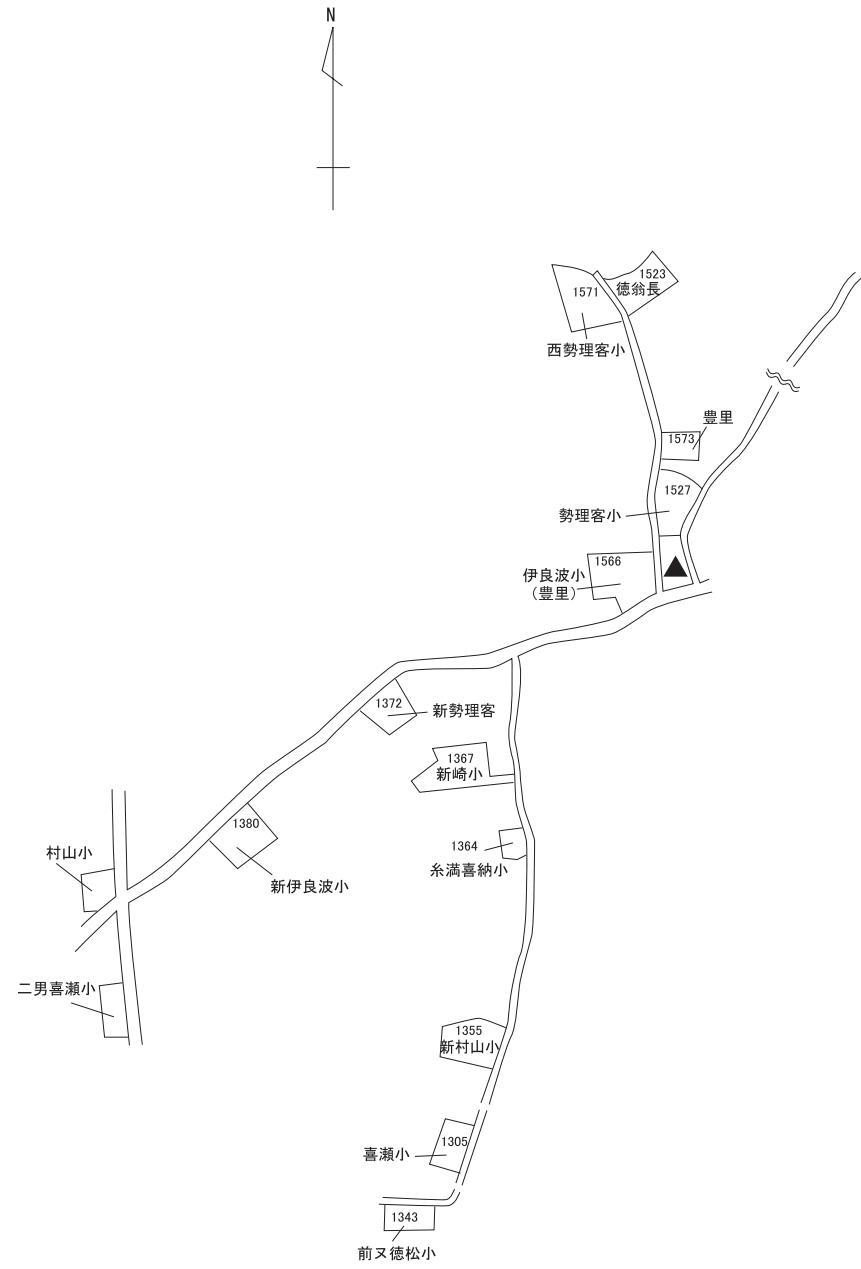 N
1523
徳翁長
1571
西勢理客小
豊里
1573
1527
勢理客小
1566
伊良波小
(豊里)
1372
新勢理客
1367
新崎小
1380
新伊良波小
1364
糸満喜納小
村山小
二男喜瀬小
1355
新村山小
1305
喜瀬小
1343
前ヌ徳松小